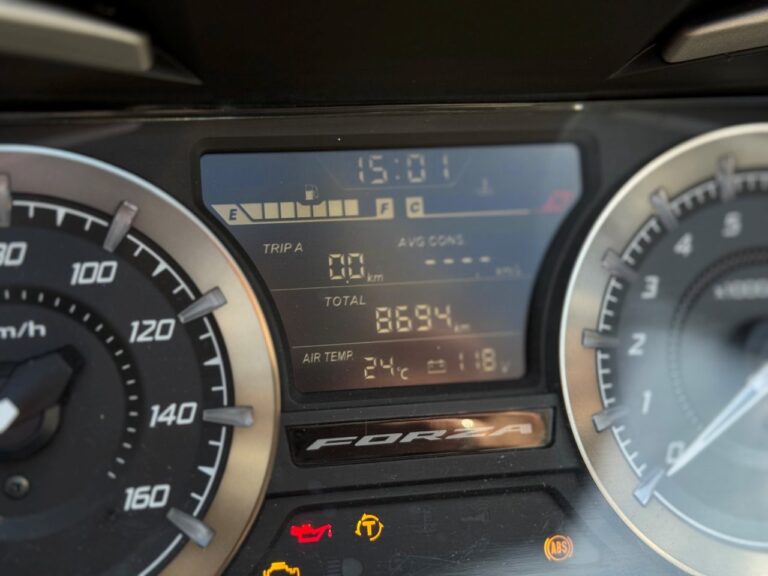 15:01
E F C
TRIP A AVG CONS.
0.0 km --.-
TOTAL
8694 km
AIR TEMP. 24 °C 11.8 V
FORZA
100
120
140
160
0
1
2
3
4
5
T
ABS